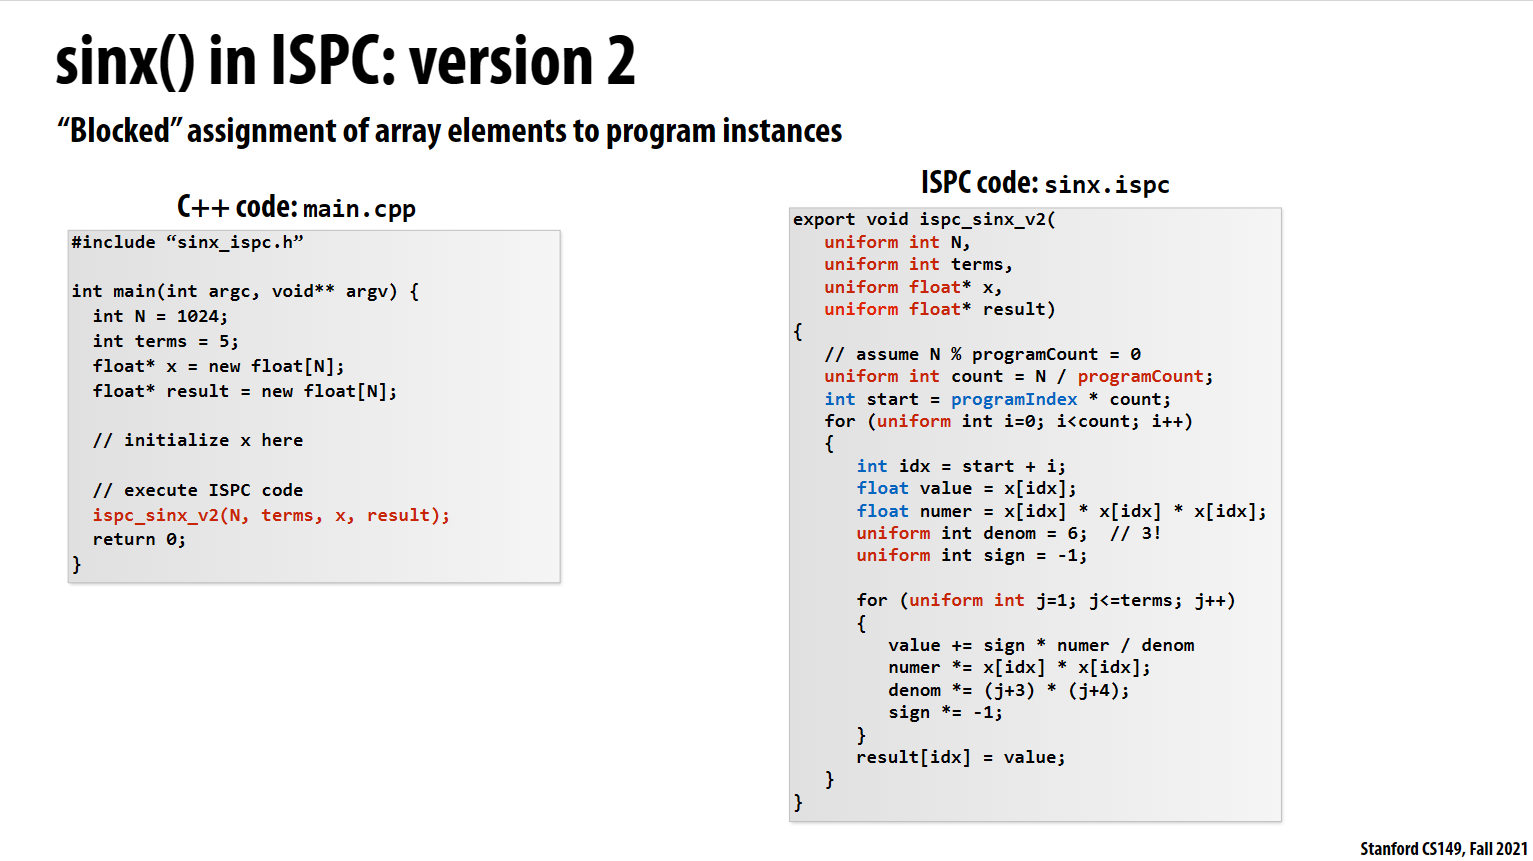 sinx() in ISPC: version 2
“Blocked” assignment of array elements to program instances
C++ code: main.cpp
#include “sinx_ispc.h”
int main(int argc, void** argv) {
int N = 1024;
int terms = 5;
float* x = new float[N];
float* result = new float[N];
// initialize x here
// execute ISPC code
ispc_sinx_v2(N, terms, x, result);
return 0;
}
ISPC code: sinx.ispc
export void ispc_sinx_v2(
uniform int N,
uniform int terms,
uniform float* x,
uniform float* result)
{
// assume N % programCount = 0
uniform int count = N / programCount;
int start = programIndex * count;
for (uniform int i=0; i<count; i++)
{
int idx = start + i;
float value = x[idx];
float numer = x[idx] * x[idx] * x[idx];
uniform int denom = 6;  // 3!
uniform int sign = -1;
for (uniform int j=1; j<=terms; j++)
{
value += sign * numer / denom
numer *= x[idx] * x[idx];
denom *= (j+3) * (j+4);
sign *= -1;
}
result[idx] = value;
}
}
Stanford CS149, Fall 2021